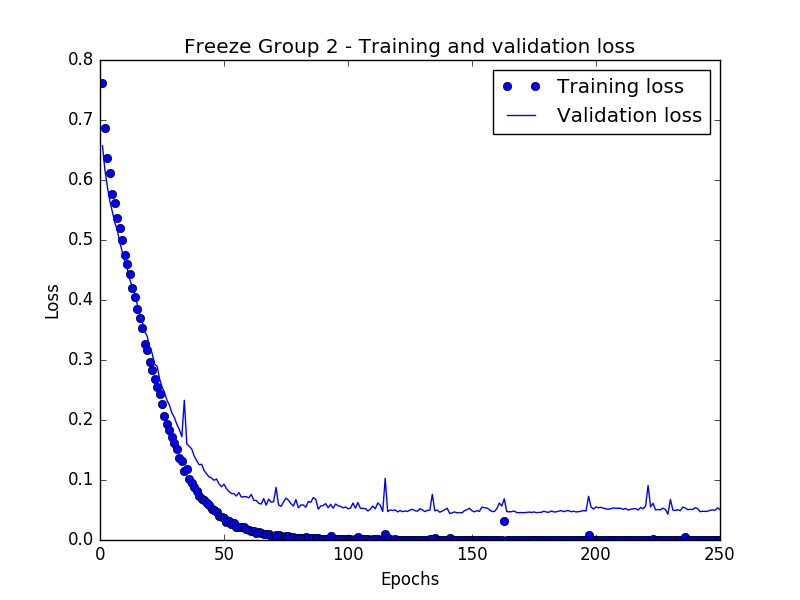 Freeze Group 2 - Training and validation loss
Training loss
Validation loss
0.8
0.7
0.6
0.5
0.4
0.3
0.2
0.1
0.0
Loss
0 50 100 150 200 250
Epochs